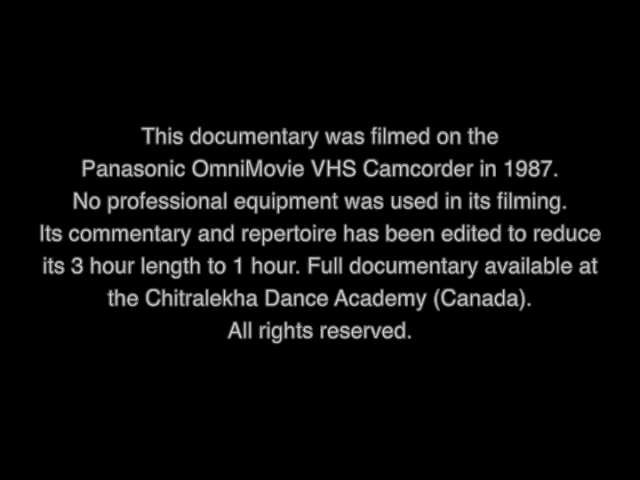 This documentary was filmed on the
Panasonic OmniMovie VHS Camcorder in 1987.
No professional equipment was used in its filming.
Its commentary and repertoire has been edited to reduce
its 3 hour length to 1 hour. Full documentary available at
the Chitralekha Dance Academy (Canada).
All rights reserved.